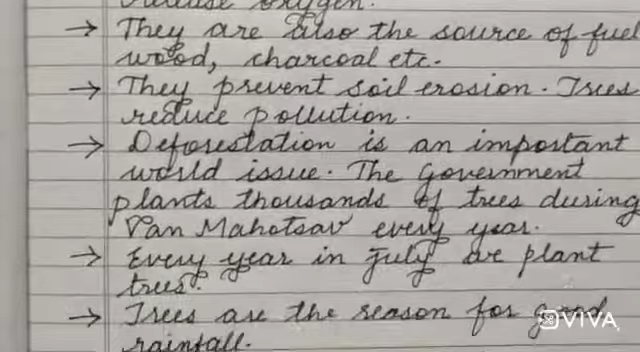 release oxygen.
→ They are also the source of fuel
wood, charcoal etc.
→ They prevent soil erosion. Trees
reduce pollution.
→ Deforestation is an important
world issue. The Government
plants thousands of trees during
Van Mahotsav every year.
→ Every year in July we plant
trees.
→ Trees are the reason for good
rainfall.
VIVA